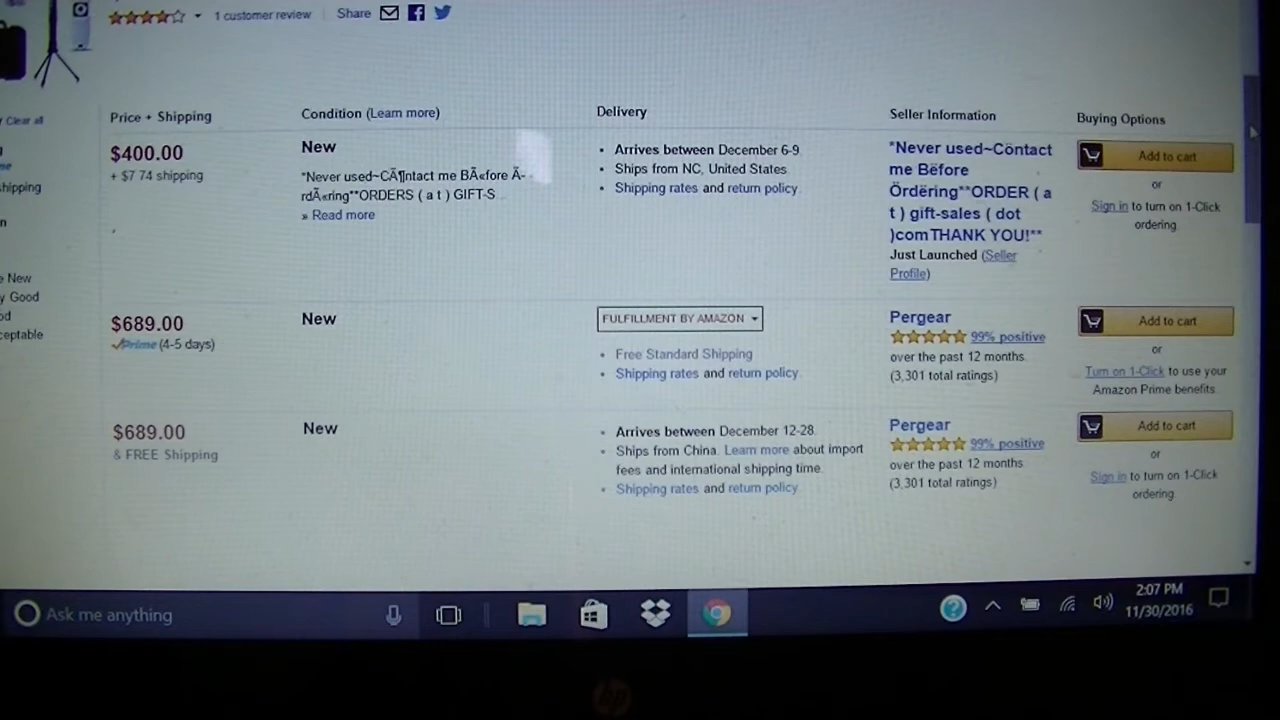 1 customer review Share
Clear all
Price + Shipping Condition (Learn more) Delivery Seller Information Buying Options
$400.00
+ $7 74 shipping
New
*Never used~CÃ¶ntact me BÃ«fore Ã-
rdÃ«ring**ORDERS ( a t ) GIFT-S
» Read more
Arrives between December 6-9
Ships from NC, United States
Shipping rates and return policy
*Never used~Cöntact
me Bëfore
Ördëring**ORDER ( a
t ) gift-sales ( dot
)comTHANK YOU!**
Just Launched (Seller
Profile)
Add to cart
or
Sign in to turn on 1-Click
ordering
$689.00
Prime (4-5 days)
New
FULFILLMENT BY AMAZON
Free Standard Shipping
Shipping rates and return policy
Pergear
99% positive
over the past 12 months
(3,301 total ratings)
Add to cart
or
Turn on 1-Click to use your
Amazon Prime benefits
$689.00
& FREE Shipping
New
Arrives between December 12-28.
Ships from China. Learn more about import
fees and international shipping time.
Shipping rates and return policy
Pergear
99% positive
over the past 12 months
(3,301 total ratings)
Add to cart
or
Sign in to turn on 1-Click
ordering
hipping
New
y Good
ceptable
Ask me anything
2:07 PM
11/30/2016
hp